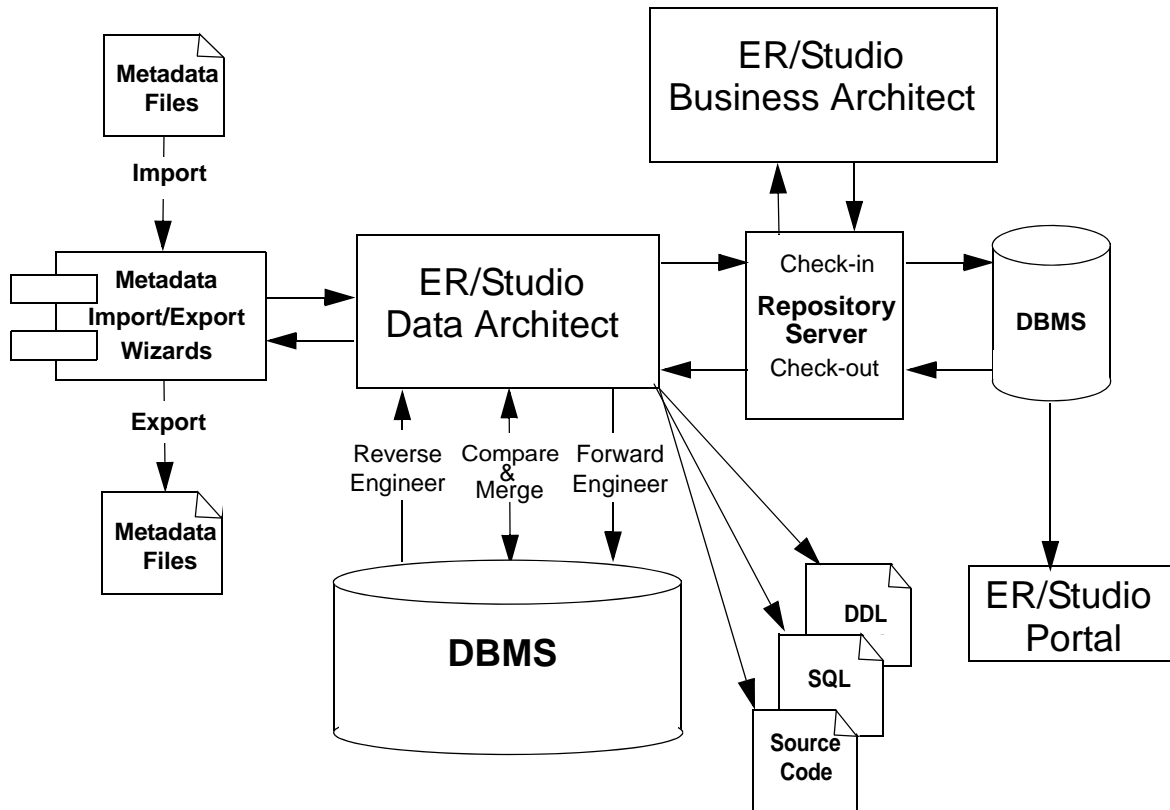 Metadata
Files
Import
Metadata
Import/Export
Wizards
Export
Metadata
Files
ER/Studio
Data Architect
Reverse
Engineer
Compare
&
Merge
Forward
Engineer
DBMS
ER/Studio
Business Architect
Check-in
Repository
Server
Check-out
DBMS
ER/Studio
Portal
DDL
SQL
Source
Code